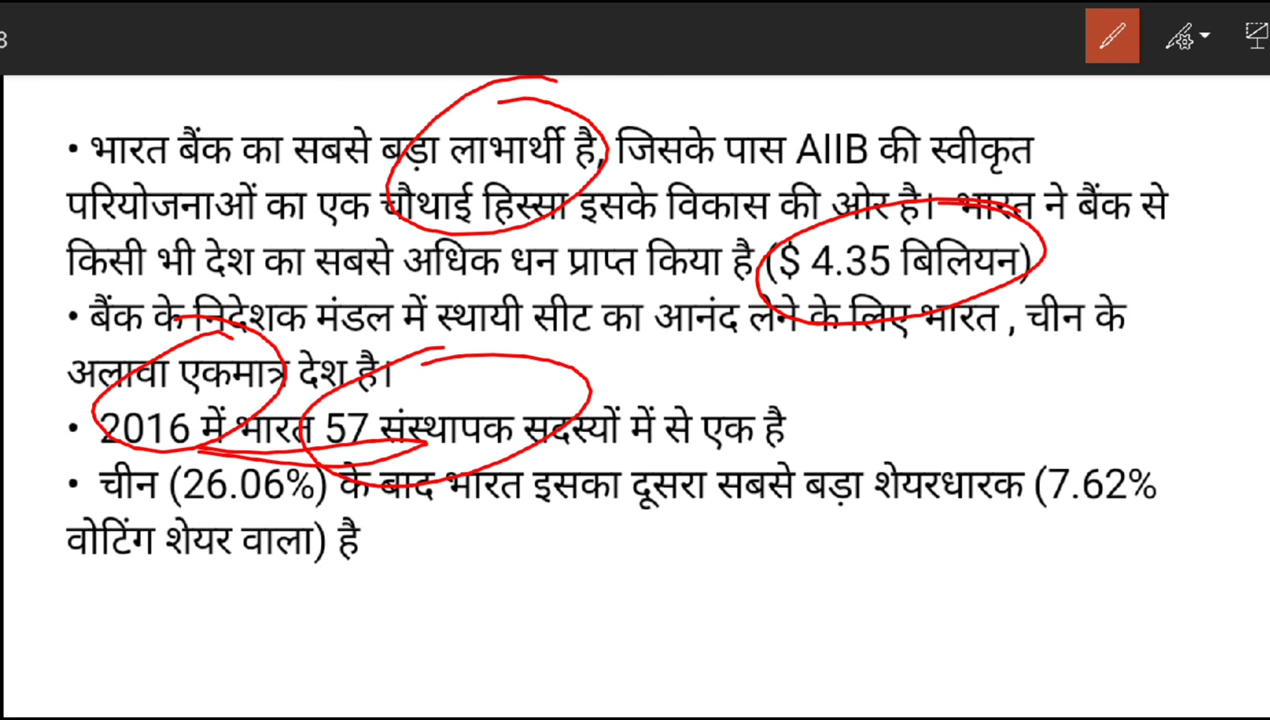 8
• भारत बैंक का सबसे बड़ा लाभार्थी है, जिसके पास AIIB की स्वीकृत
परियोजनाओं का एक चौथाई हिस्सा इसके विकास की ओर है। भारत ने बैंक से
किसी भी देश का सबसे अधिक धन प्राप्त किया है ($ 4.35 बिलियन)
• बैंक के निदेशक मंडल में स्थायी सीट का आनंद लेने के लिए भारत , चीन के
अलावा एकमात्र देश है।
• 2016 में भारत 57 संस्थापक सदस्यों में से एक है
• चीन (26.06%) के बाद भारत इसका दूसरा सबसे बड़ा शेयरधारक (7.62%
वोटिंग शेयर वाला) है